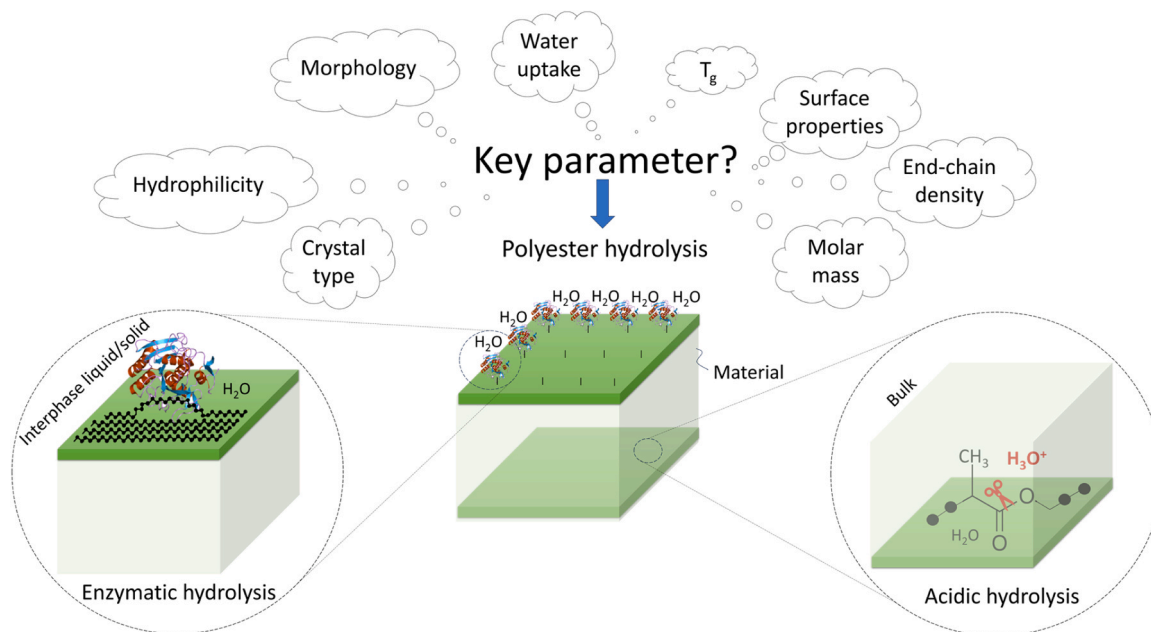 Morphology
Water
uptake
Tg
Surface
properties
Key parameter?
Hydrophilicity
End-chain
density
Crystal
type
Molar
mass
Polyester hydrolysis
H2O
H2O
H2O
H2O
H2O
H2O
Interphase liquid/solid
H2O
Material
Bulk
CH3
H3O+
O
H2O
O
Enzymatic hydrolysis
Acidic hydrolysis